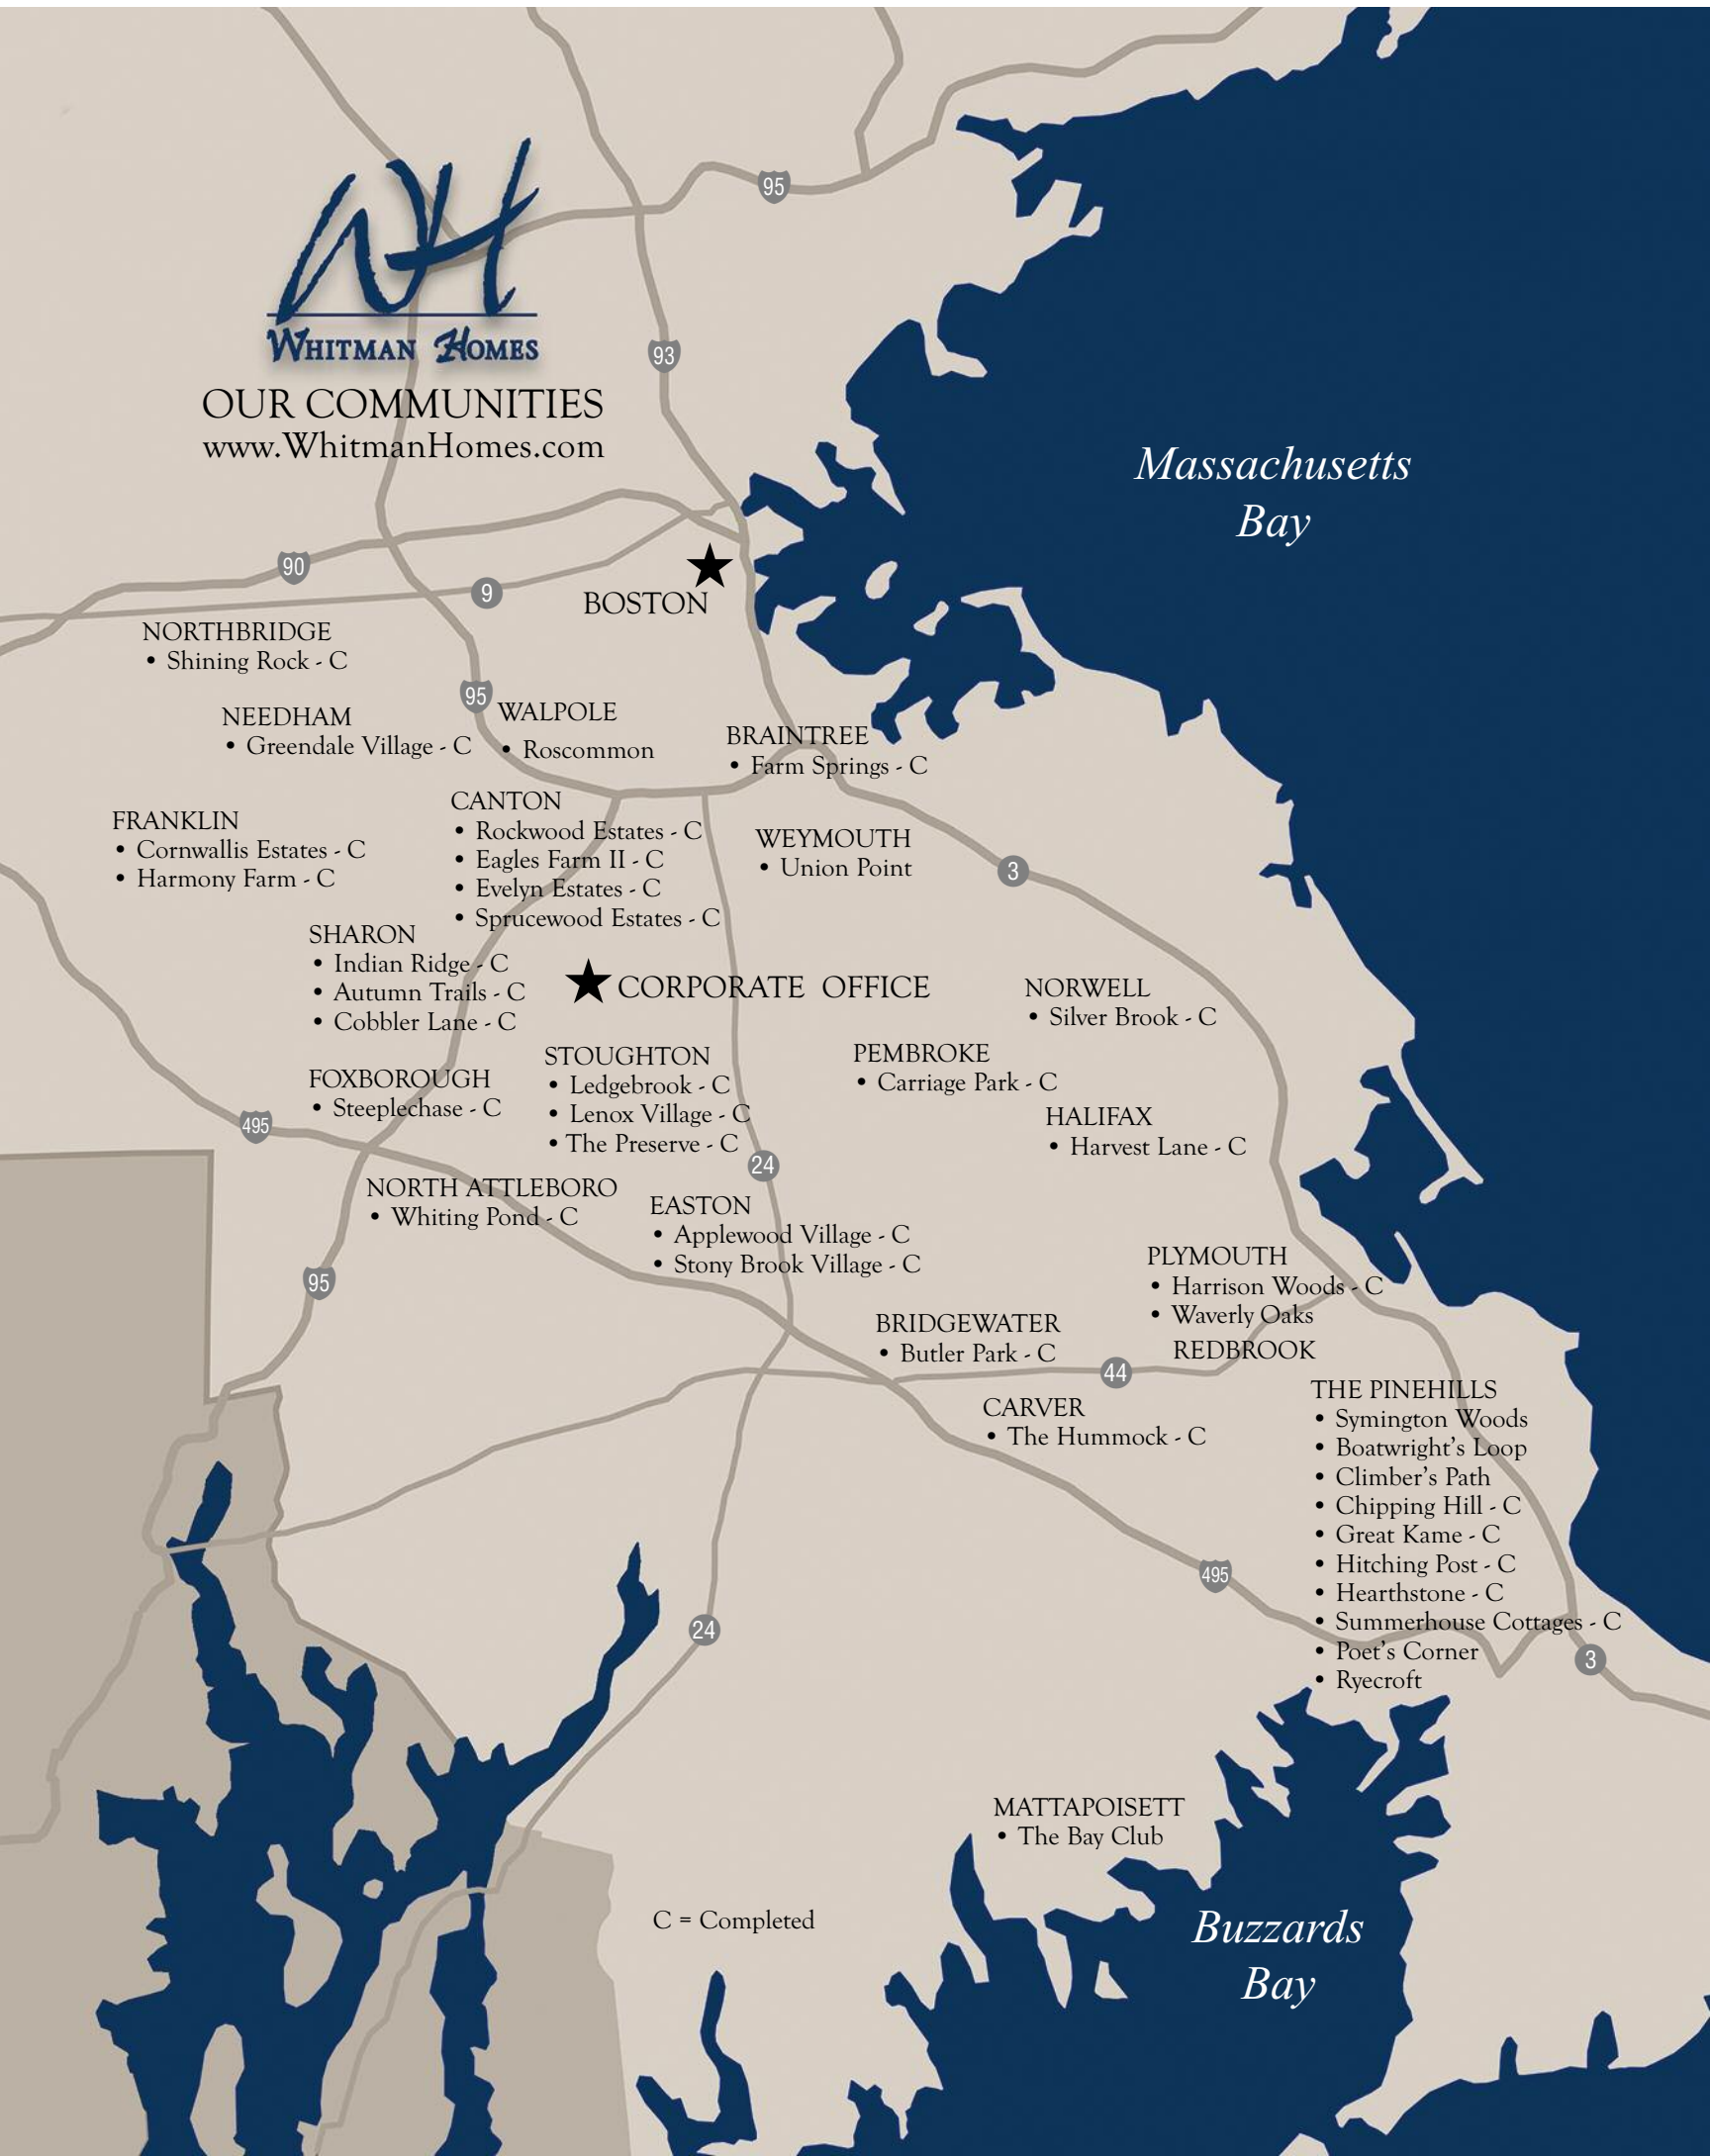 95
WH
WHITMAN HOMES
93
OUR COMMUNITIES
www.WhitmanHomes.com
Massachusetts
Bay
90
9
BOSTON
NORTHBRIDGE
• Shining Rock - C
95
NEEDHAM
• Greendale Village - C
WALPOLE
• Roscommon
BRAINTREE
• Farm Springs - C
FRANKLIN
• Cornwallis Estates - C
• Harmony Farm - C
CANTON
• Rockwood Estates - C
• Eagles Farm II - C
• Evelyn Estates - C
• Sprucewood Estates - C
WEYMOUTH
• Union Point
3
SHARON
• Indian Ridge - C
• Autumn Trails - C
• Cobbler Lane - C
CORPORATE OFFICE
NORWELL
• Silver Brook - C
FOXBOROUGH
• Steeplechase - C
STOUGHTON
• Ledgebrook - C
• Lenox Village - C
• The Preserve - C
PEMBROKE
• Carriage Park - C
HALIFAX
• Harvest Lane - C
495
24
NORTH ATTLEBORO
• Whiting Pond - C
EASTON
• Applewood Village - C
• Stony Brook Village - C
95
PLYMOUTH
• Harrison Woods - C
• Waverly Oaks
REDBROOK
BRIDGEWATER
• Butler Park - C
44
CARVER
• The Hummock - C
THE PINEHILLS
• Symington Woods
• Boatwright's Loop
• Climber's Path
• Chipping Hill - C
• Great Kame - C
• Hitching Post - C
• Hearthstone - C
• Summerhouse Cottages - C
• Poet's Corner
• Ryecroft
495
24
3
MATTAPOISETT
• The Bay Club
C = Completed
Buzzards
Bay